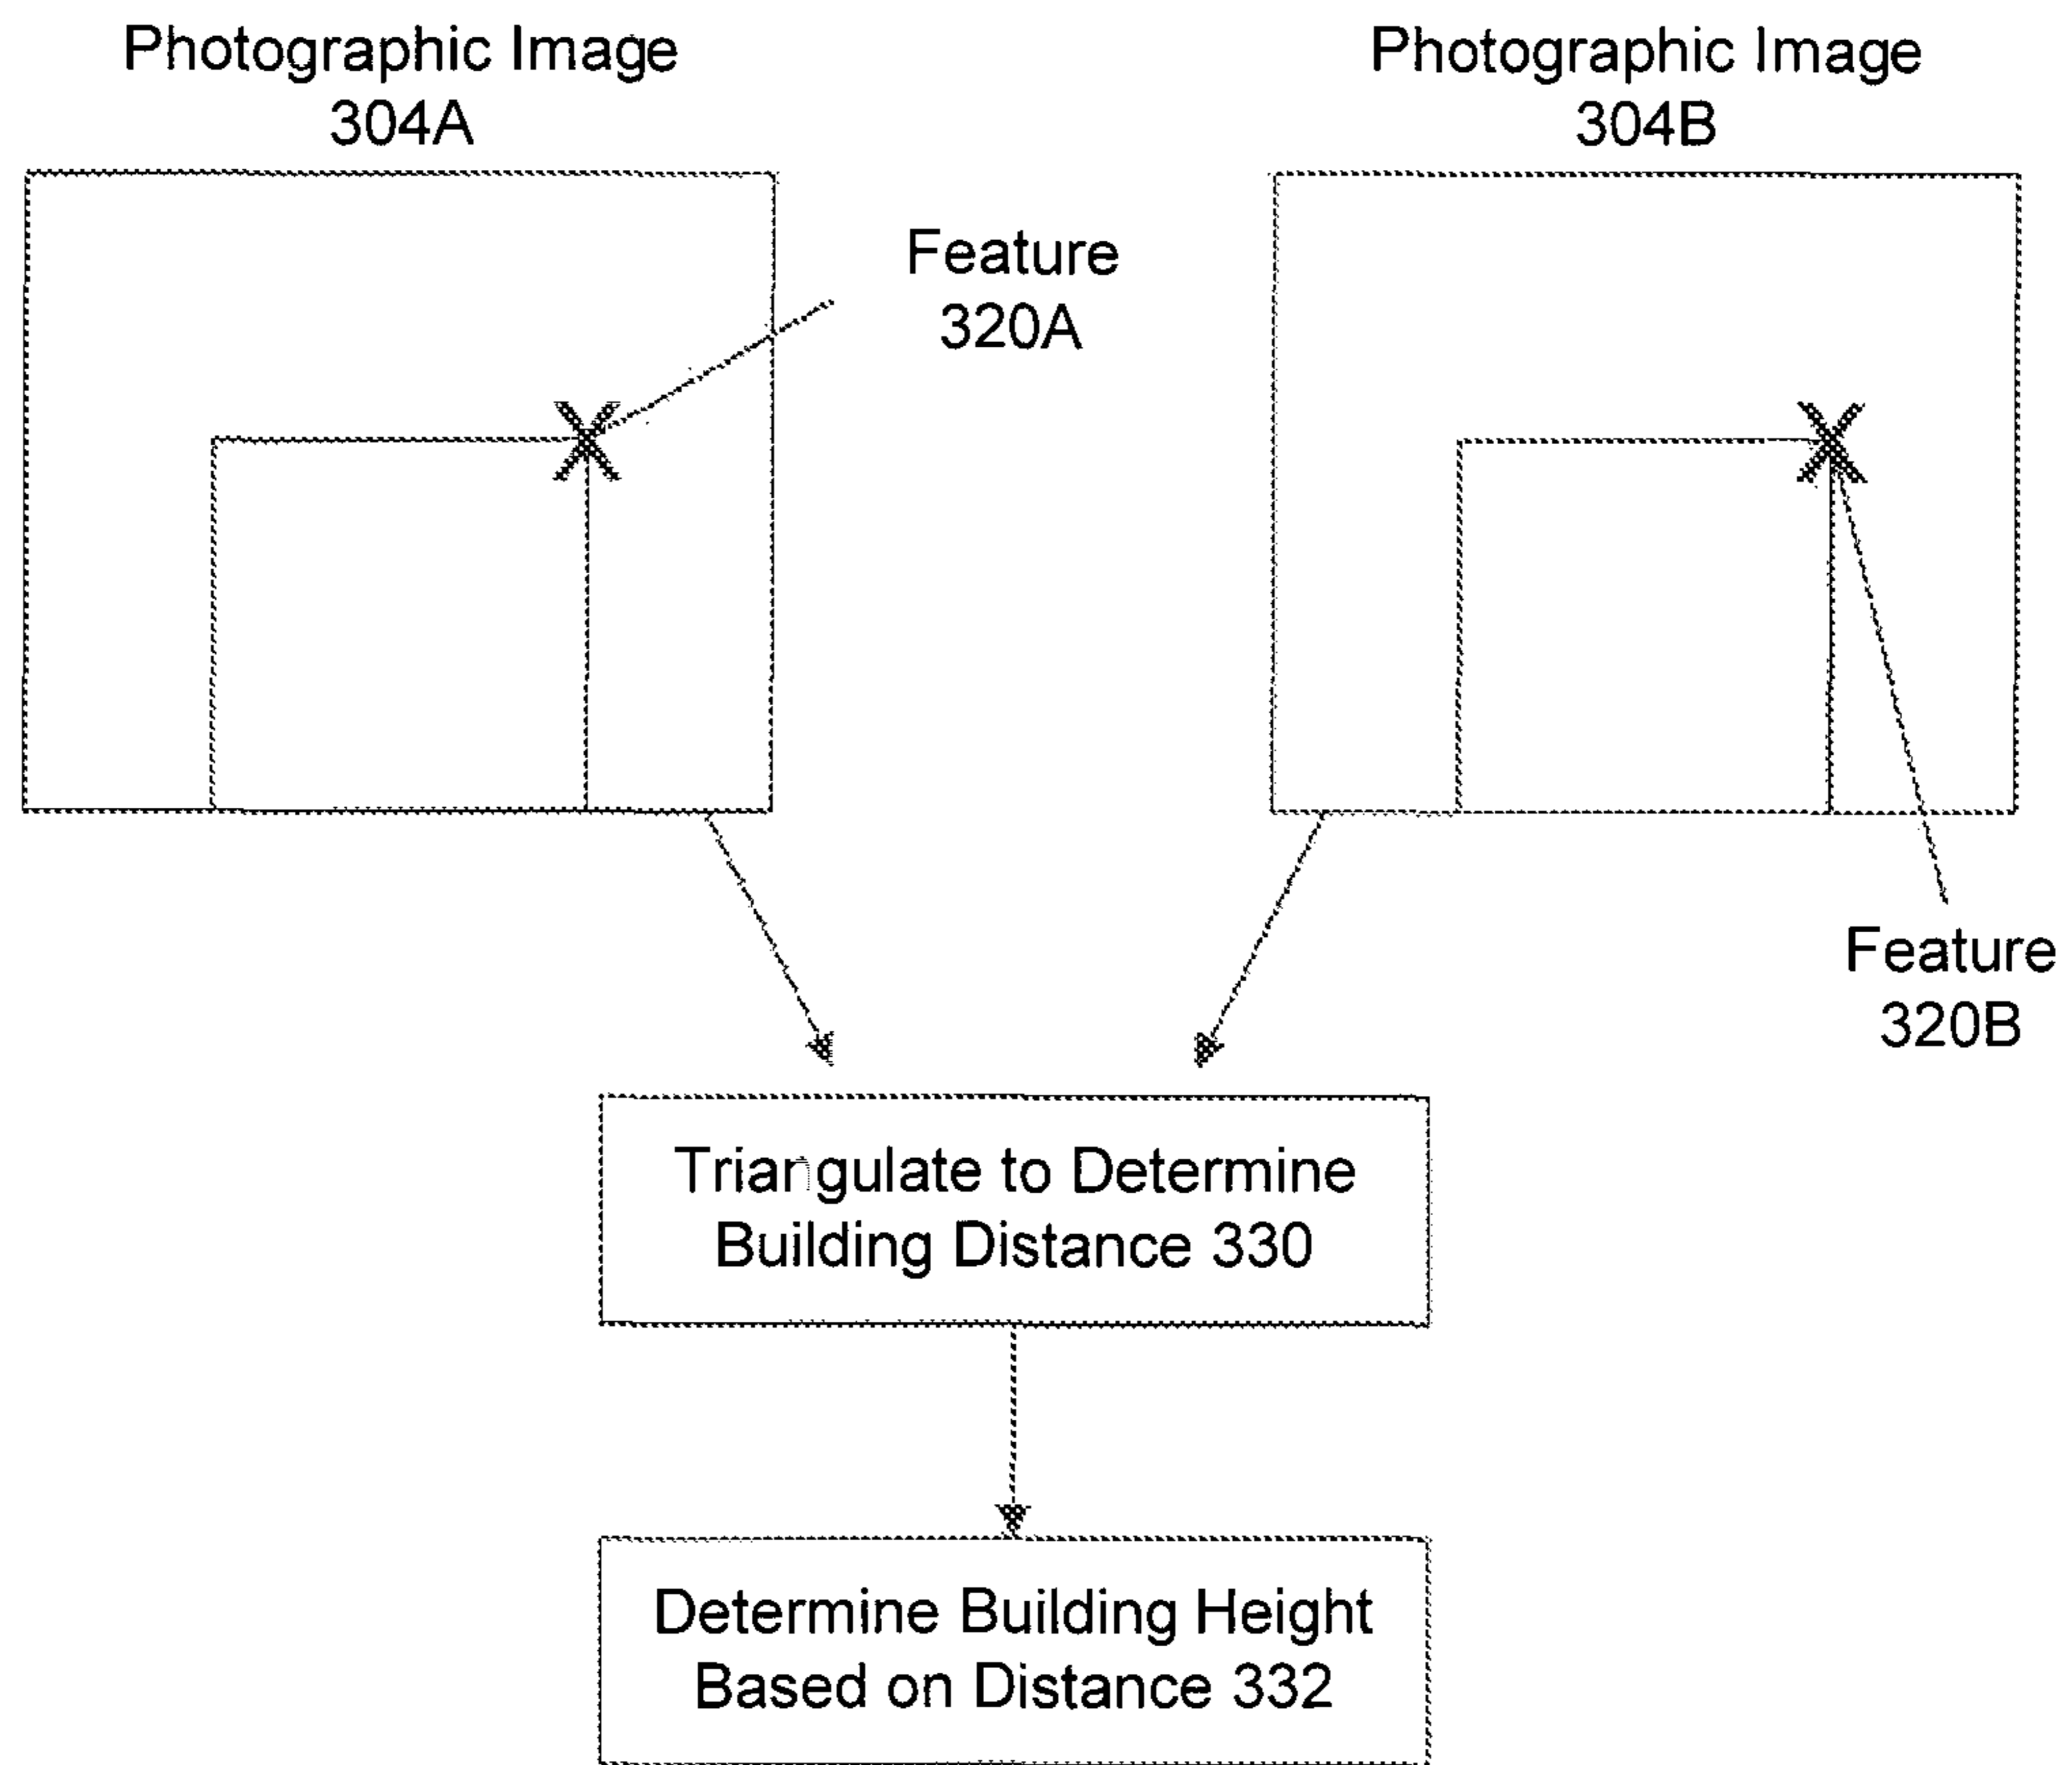 Photographic Image
304A
Photographic Image
304B
Feature
320A
Feature
320B
Triangulate to Determine
Building Distance 330
Determine Building Height
Based on Distance 332